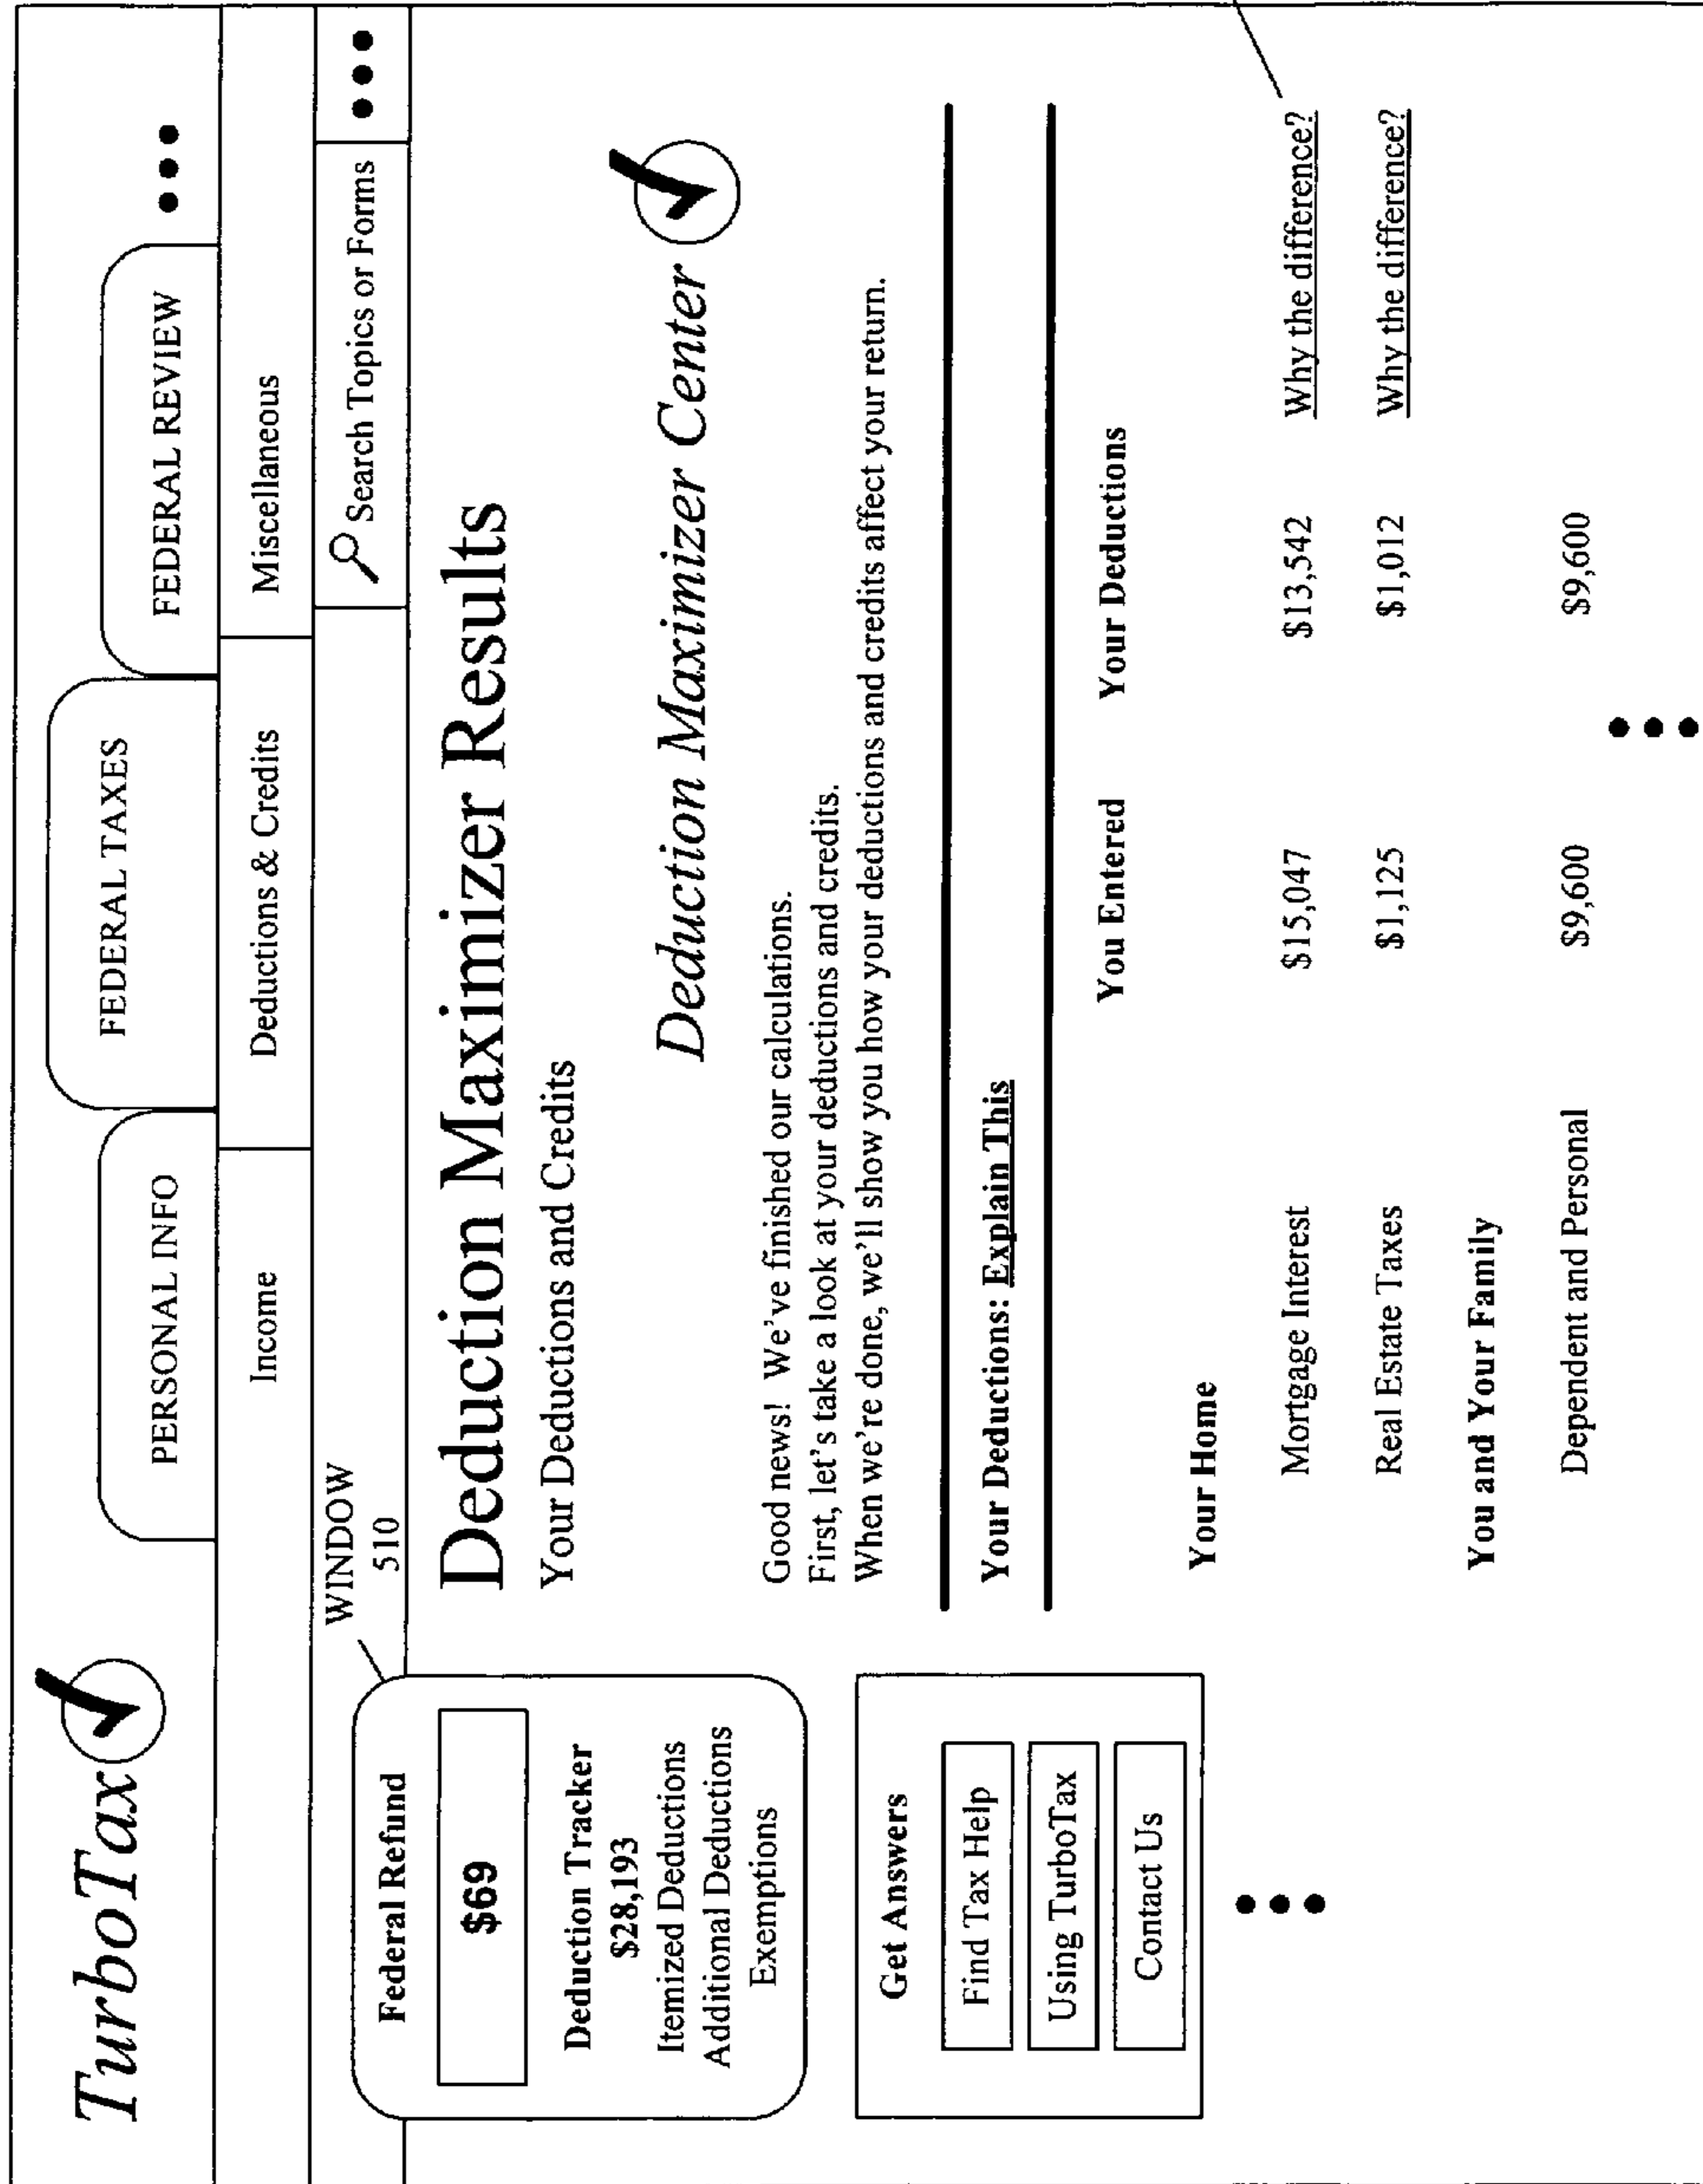 TurboTax
PERSONAL INFO
FEDERAL TAXES
FEDERAL REVIEW
Income
Deductions & Credits
Miscellaneous
WINDOW
510
Search Topics or Forms
Federal Refund
$69
Deduction Tracker
$28,193
Itemized Deductions
Additional Deductions
Exemptions
Get Answers
Find Tax Help
Using TurboTax
Contact Us
Deduction Maximizer Results
Your Deductions and Credits
Deduction Maximizer Center
Good news! We've finished our calculations.
First, let's take a look at your deductions and credits.
When we're done, we'll show you how your deductions and credits affect your return.
Your Deductions: Explain This
You Entered Your Deductions
Your Home
Mortgage Interest $15,047 $13,542 Why the difference?
Real Estate Taxes $1,125 $1,012 Why the difference?
You and Your Family
Dependent and Personal $9,600 $9,600